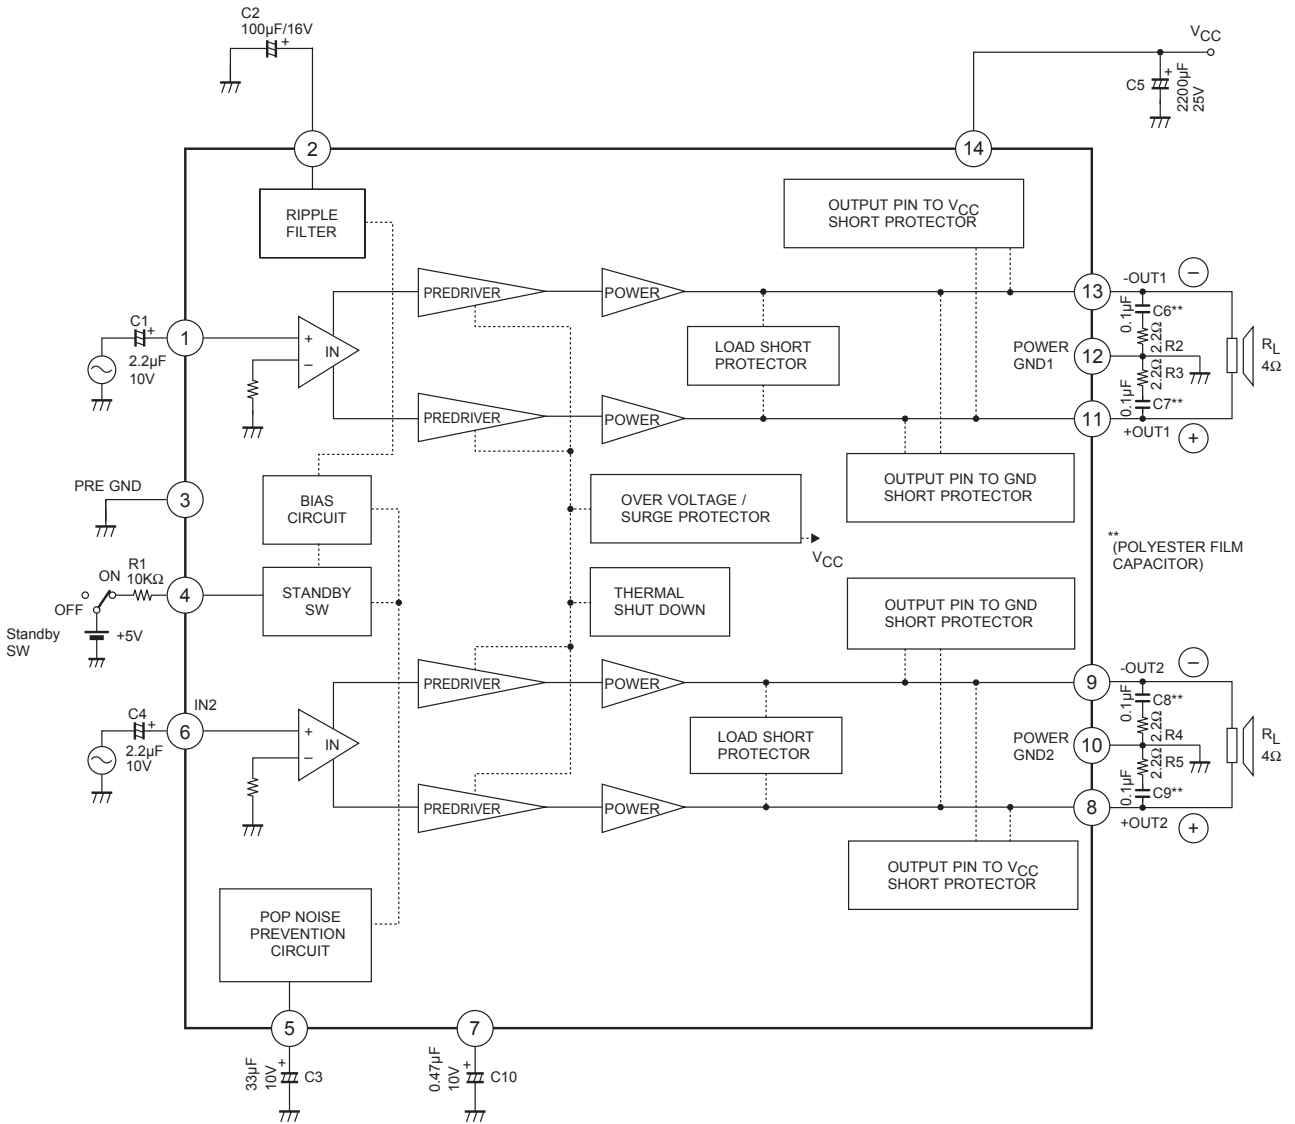 C2
100µF/16V
VCC
C5
+
2200µF
25V
+
2
14
RIPPLE
FILTER
OUTPUT PIN TO VCC
SHORT PROTECTOR
PREDRIVER
POWER
13
-OUT1
−
C1
+
2.2µF
10V
1
+
−
IN
LOAD SHORT
PROTECTOR
POWER
GND1
12
0.1µF
C6**
2.2Ω
R2
2.2Ω
R3
0.1µF
C7**
RL
4Ω
PREDRIVER
POWER
11
+OUT1
+
PRE GND
3
BIAS
CIRCUIT
OVER VOLTAGE /
SURGE PROTECTOR
VCC
OUTPUT PIN TO GND
SHORT PROTECTOR
**
(POLYESTER FILM
CAPACITOR)
R1
10KΩ
ON
OFF
4
Standby
SW
+5V
STANDBY
SW
THERMAL
SHUT DOWN
OUTPUT PIN TO GND
SHORT PROTECTOR
PREDRIVER
POWER
9
-OUT2
−
C4
+
2.2µF
10V
6
IN2
+
−
IN
LOAD SHORT
PROTECTOR
POWER
GND2
10
0.1µF
C8**
2.2Ω
R4
2.2Ω
R5
0.1µF
C9**
RL
4Ω
PREDRIVER
POWER
8
+OUT2
+
OUTPUT PIN TO VCC
SHORT PROTECTOR
POP NOISE
PREVENTION
CIRCUIT
5
7
33µF
10V
+
C3
0.47µF
10V
+
C10